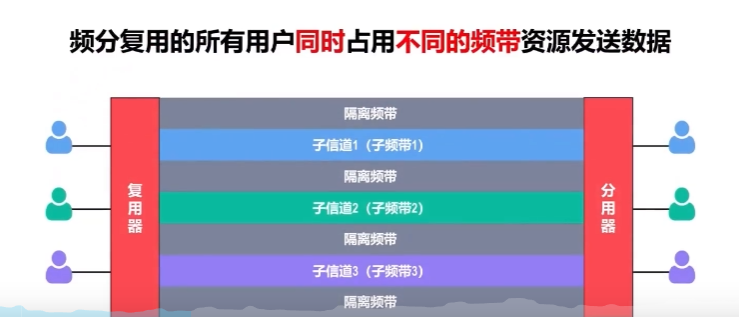 频分复用的所有用户同时占用不同的频带资源发送数据
隔离频带
子信道1（子频带1）
隔离频带
复用器
子信道2（子频带2）
分用器
隔离频带
子信道3（子频带3）
隔离频带